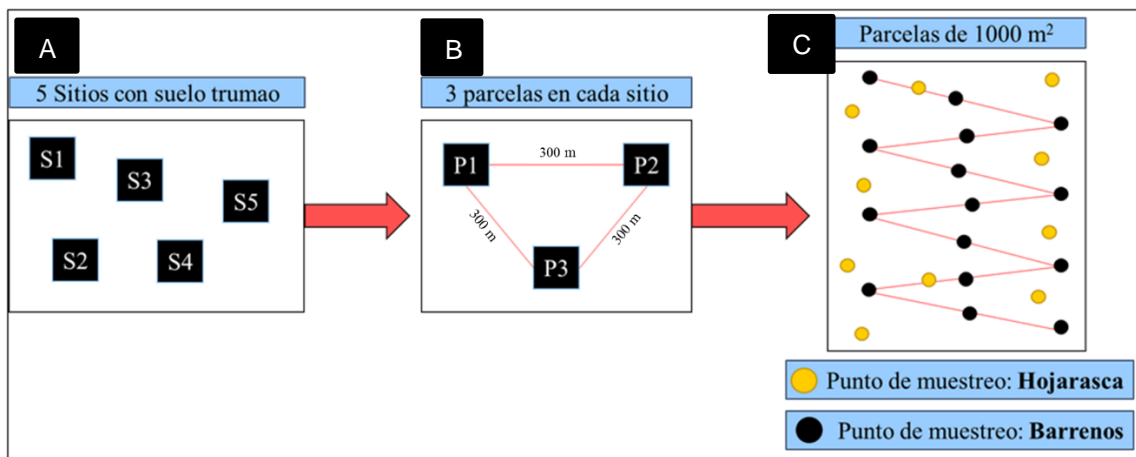 A
5 Sitios con suelo trumao
S1
S3
S5
S2
S4
B
3 parcelas en cada sitio
P1
300 m
P2
300 m
300 m
P3
C
Parcelas de 1000 m²
Punto de muestreo: Hojarasca
Punto de muestreo: Barrenos